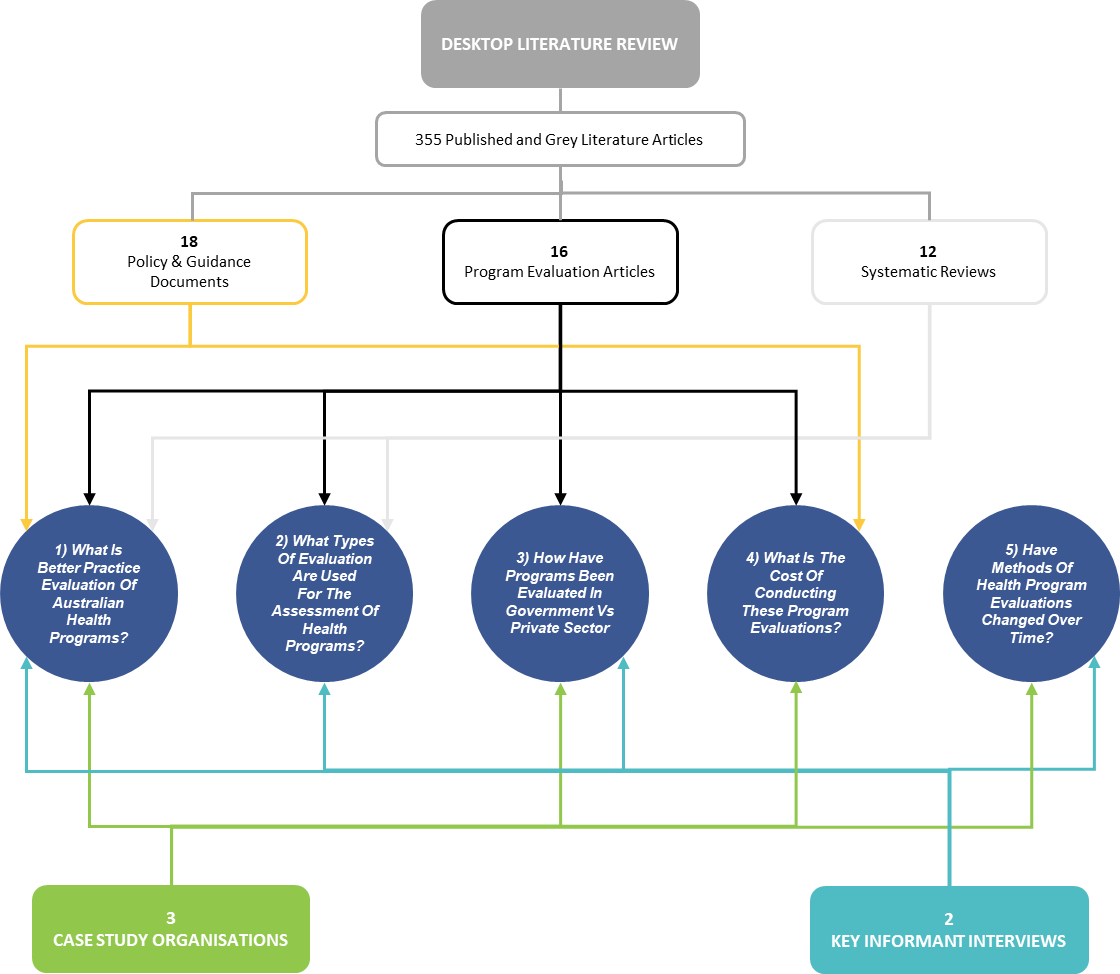 DESKTOP LITERATURE REVIEW
355 Published and Grey Literature Articles
18
Policy & Guidance
Documents
16
Program Evaluation Articles
12
Systematic Reviews
1) What Is
Better Practice
Evaluation Of
Australian
Health
Programs?
2) What Types
Of Evaluation
Are Used
For The
Assessment Of
Health
Programs?
3) How Have
Programs Been
Evaluated In
Government Vs
Private Sector
4) What Is The
Cost Of
Conducting
These Program
Evaluations?
5) Have
Methods Of
Health Program
Evaluations
Changed Over
Time?
3
CASE STUDY ORGANISATIONS
2
KEY INFORMANT INTERVIEWS